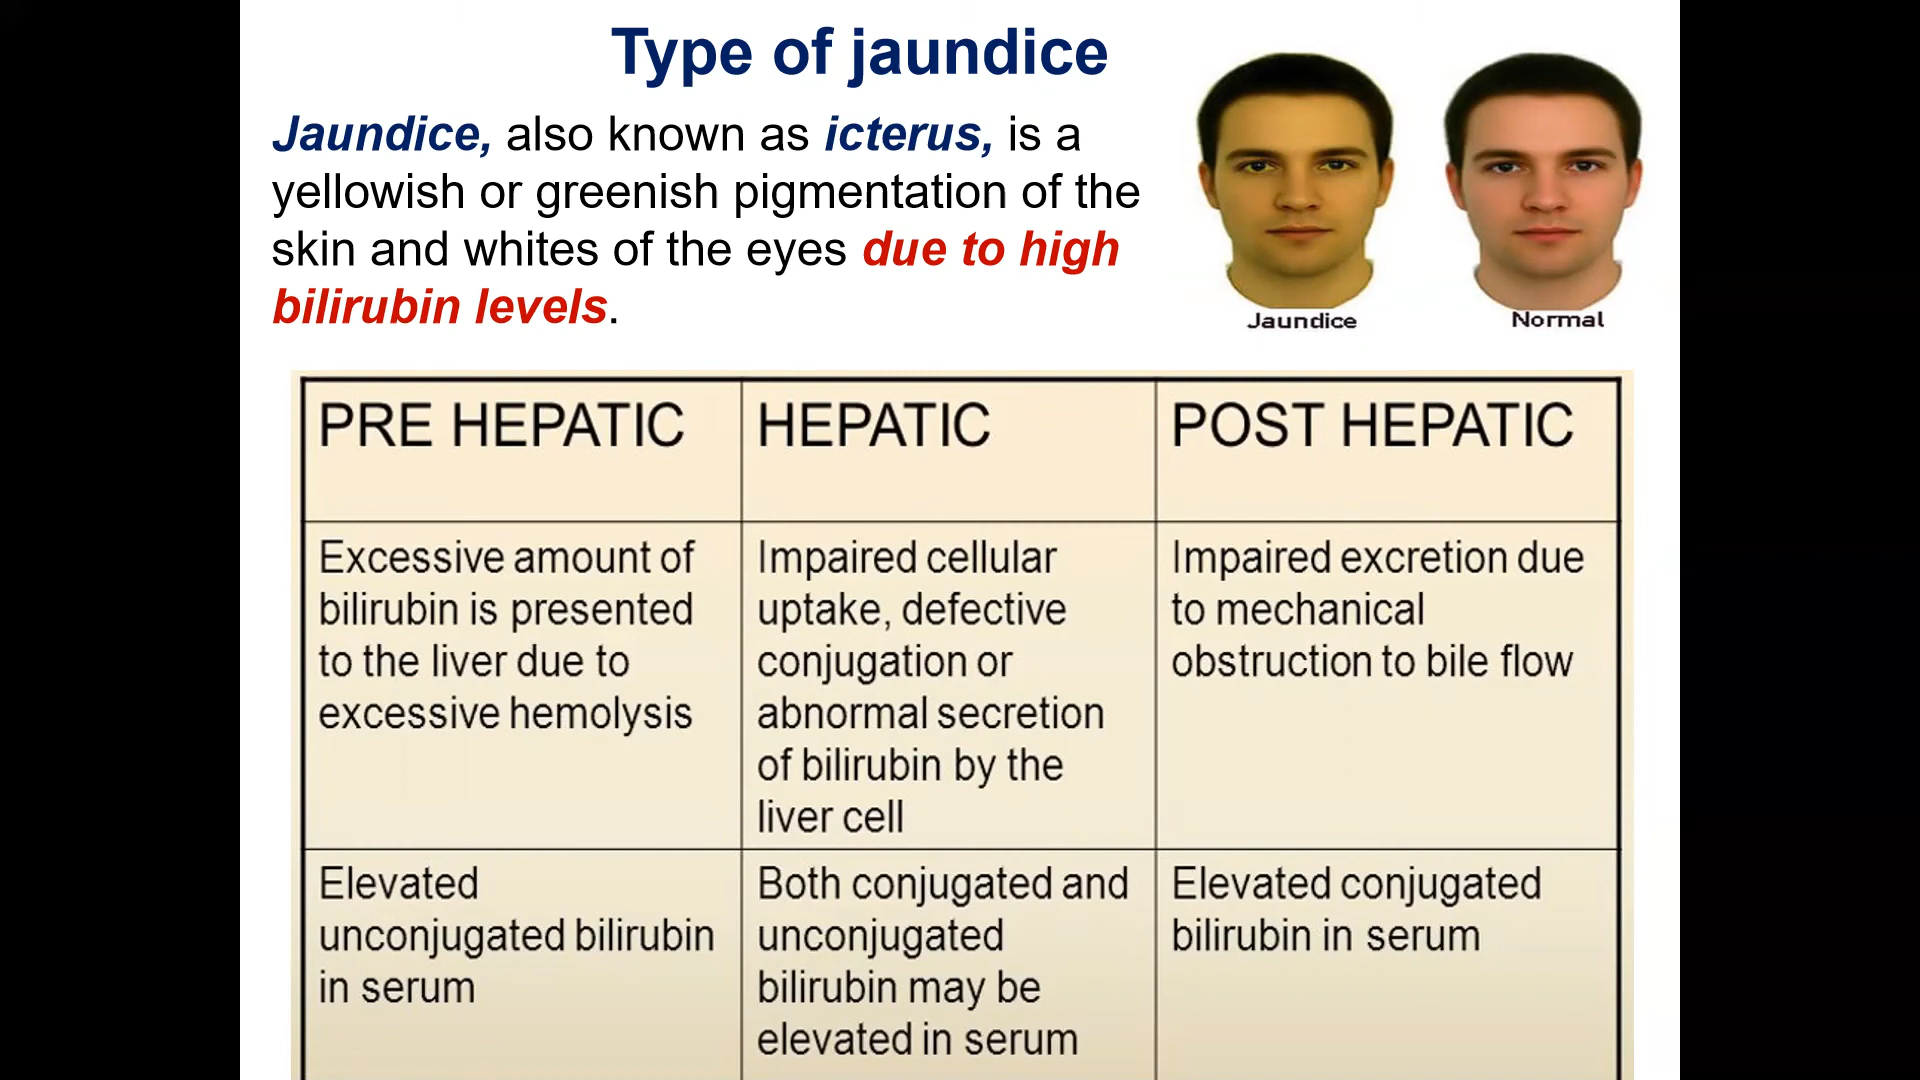 Type of jaundice
Jaundice, also known as icterus, is a
yellowish or greenish pigmentation of the
skin and whites of the eyes due to high
bilirubin levels.
Jaundice
Normal
PRE HEPATIC
HEPATIC
POST HEPATIC
Excessive amount of
bilirubin is presented
to the liver due to
excessive hemolysis
Impaired cellular
uptake, defective
conjugation or
abnormal secretion
of bilirubin by the
liver cell
Impaired excretion due
to mechanical
obstruction to bile flow
Elevated
unconjugated bilirubin
in serum
Both conjugated and
unconjugated
bilirubin may be
elevated in serum
Elevated conjugated
bilirubin in serum